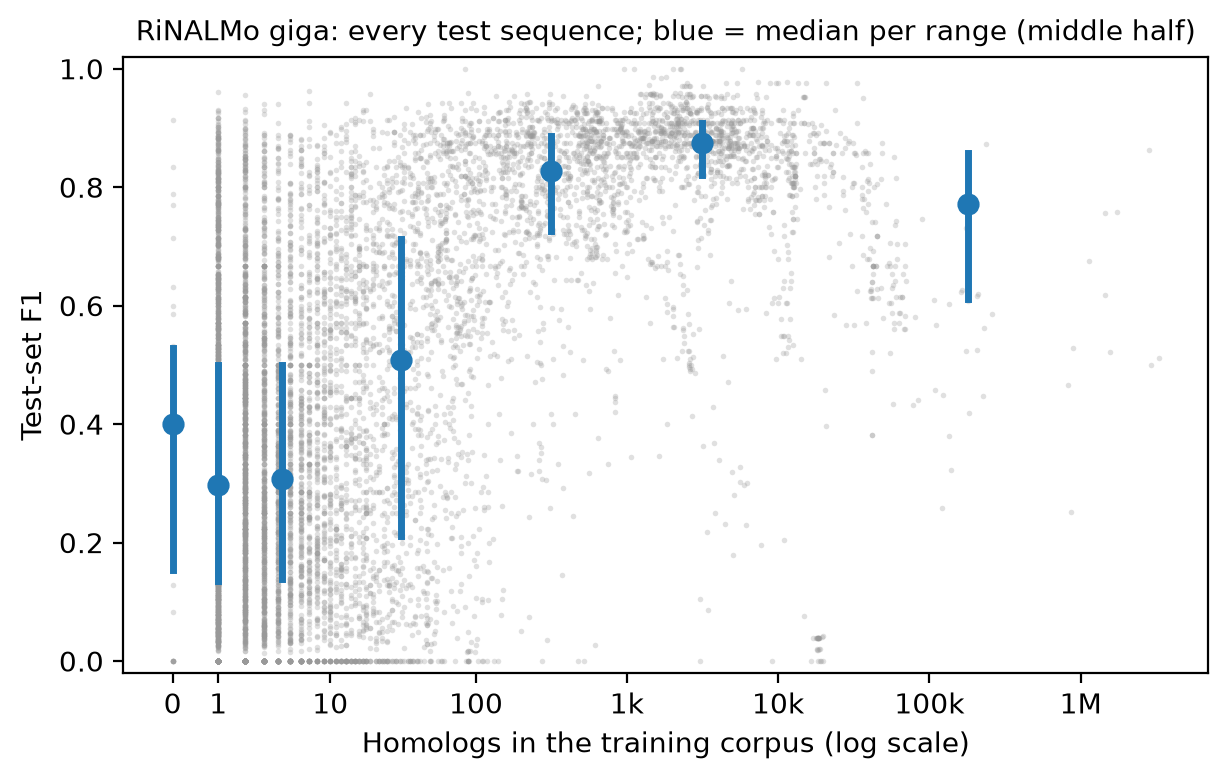 RiNALMo giga: every test sequence; blue = median per range (middle half)
Test-set F1
1.0
0.8
0.6
0.4
0.2
0.0
0 1 10 100 1k 10k 100k 1M
Homologs in the training corpus (log scale)